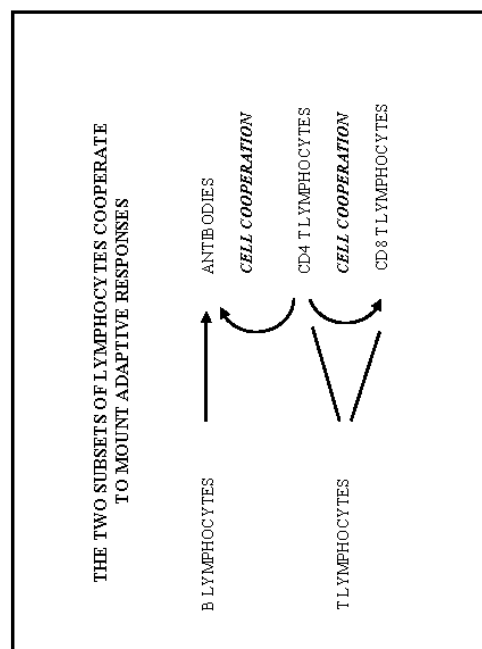 THE TWO SUBSETS OF LYMPHOCYTES COOPERATE
TO MOUNT ADAPTIVE RESPONSES
B LYMPHOCYTES
ANTIBODIES
CELL COOPERATION
CD4 T LYMPHOCYTES
T LYMPHOCYTES
CELL COOPERATION
CD8 T LYMPHOCYTES